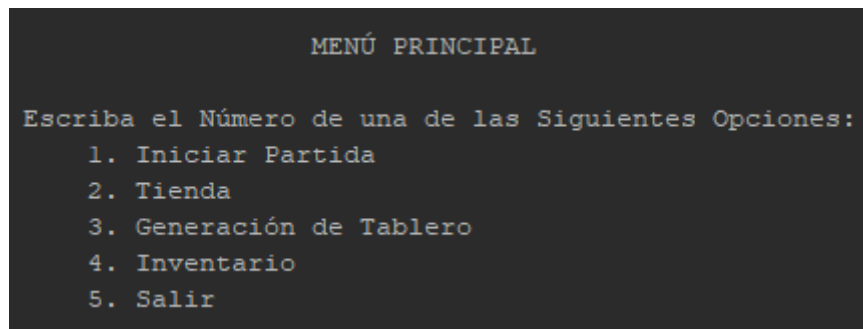 MENÚ PRINCIPAL
Escriba el Número de una de las Siguientes Opciones:
1. Iniciar Partida
2. Tienda
3. Generación de Tablero
4. Inventario
5. Salir